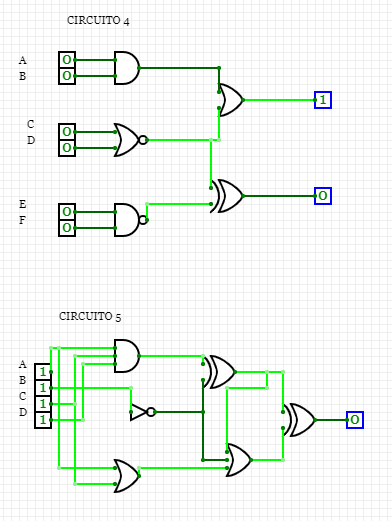 CIRCUITO 4
A 0
B 0
1
C 0
D 0
0
E 0
F 0
CIRCUITO 5
A 1
B 1
C 1
D 1
0